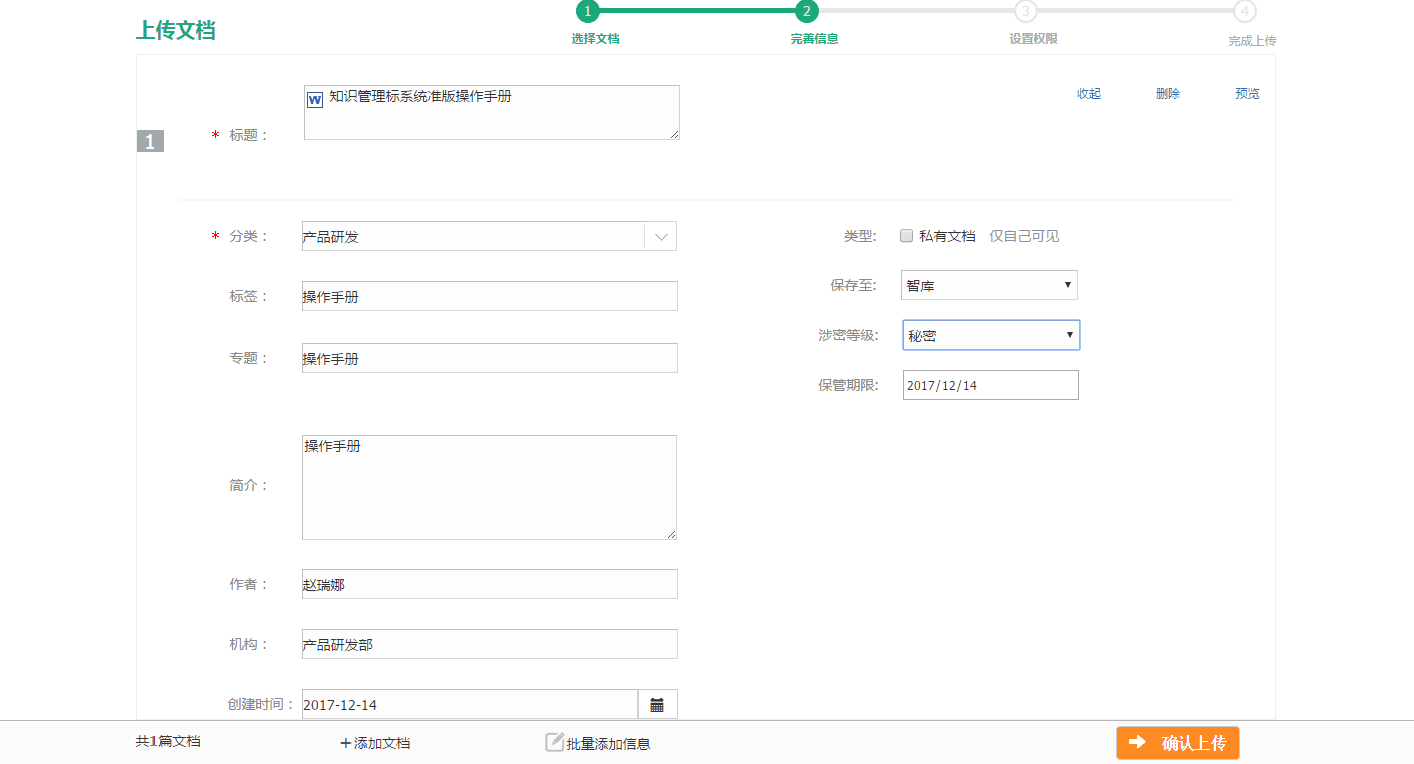 上传文档
1
2
3
4
选择文档
完善信息
设置权限
完成上传
收起
删除
预览
1
* 标题：
W 知识管理标系统准版操作手册
* 分类：
产品研发
类型:
私有文档
仅自己可见
标签：
操作手册
保存至:
智库
涉密等级:
秘密
专题：
操作手册
保管期限:
2017/12/14
简介：
操作手册
作者：
赵瑞娜
机构：
产品研发部
创建时间：
2017-12-14
共1篇文档
+添加文档
批量添加信息
确认上传